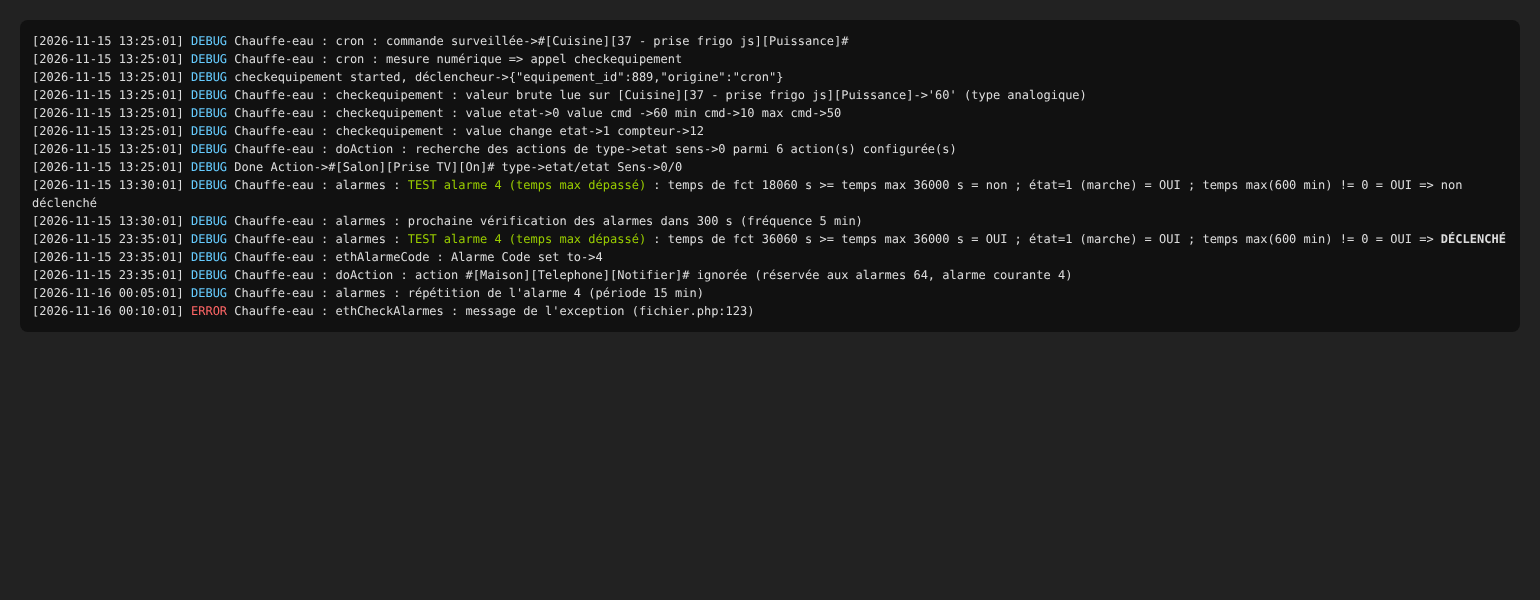 [2026-11-15 13:25:01] DEBUG Chauffe-eau : cron : commande surveillée->#[Cuisine][37 - prise frigo js][Puissance]#
[2026-11-15 13:25:01] DEBUG Chauffe-eau : cron : mesure numérique => appel checkequipement
[2026-11-15 13:25:01] DEBUG checkequipement started, déclencheur->{"equipement_id":889,"origine":"cron"}
[2026-11-15 13:25:01] DEBUG Chauffe-eau : checkequipement : valeur brute lue sur [Cuisine][37 - prise frigo js][Puissance]->'60' (type analogique)
[2026-11-15 13:25:01] DEBUG Chauffe-eau : checkequipement : value etat->0 value cmd ->60 min cmd->10 max cmd->50
[2026-11-15 13:25:01] DEBUG Chauffe-eau : checkequipement : value change etat->1 compteur->12
[2026-11-15 13:25:01] DEBUG Chauffe-eau : doAction : recherche des actions de type->etat sens->0 parmi 6 action(s) configurée(s)
[2026-11-15 13:25:01] DEBUG Done Action->#[Salon][Prise TV][On]# type->etat/etat Sens->0/0
[2026-11-15 13:30:01] DEBUG Chauffe-eau : alarmes : TEST alarme 4 (temps max dépassé) : temps de fct 18060 s >= temps max 36000 s = non ; état=1 (marche) = OUI ; temps max(600 min) != 0 = OUI => non
déclenché
[2026-11-15 13:30:01] DEBUG Chauffe-eau : alarmes : prochaine vérification des alarmes dans 300 s (fréquence 5 min)
[2026-11-15 23:35:01] DEBUG Chauffe-eau : alarmes : TEST alarme 4 (temps max dépassé) : temps de fct 36060 s >= temps max 36000 s = OUI ; état=1 (marche) = OUI ; temps max(600 min) != 0 = OUI => DÉCLENCHÉ
[2026-11-15 23:35:01] DEBUG Chauffe-eau : ethAlarmeCode : Alarme Code set to->4
[2026-11-15 23:35:01] DEBUG Chauffe-eau : doAction : action #[Maison][Telephone][Notifier]# ignorée (réservée aux alarmes 64, alarme courante 4)
[2026-11-16 00:05:01] DEBUG Chauffe-eau : alarmes : répétition de l'alarme 4 (période 15 min)
[2026-11-16 00:10:01] ERROR Chauffe-eau : ethCheckAlarmes : message de l'exception (fichier.php:123)